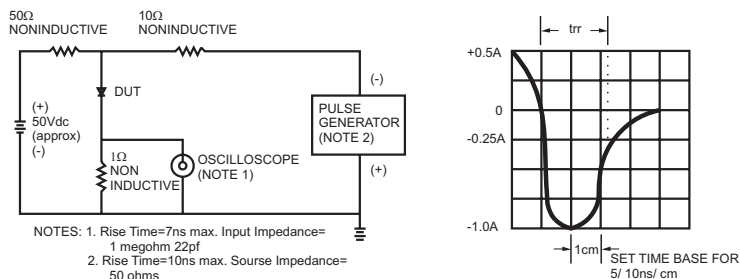 50Ω
NONINDUCTIVE
10Ω
NONINDUCTIVE
DUT
(+)
50Vdc
(approx)
(-)
(-)
PULSE
GENERATOR
(NOTE 2)
(+)
1Ω
NON
INDUCTIVE
OSCILLOSCOPE
(NOTE 1)
NOTES: 1. Rise Time=7ns max. Input Impedance=
1 megohm 22pf
2. Rise Time=10ns max. Sourse Impedance=
50 ohms
trr
+0.5A
0
-0.25A
-1.0A
1cm
SET TIME BASE FOR
5/ 10ns/ cm